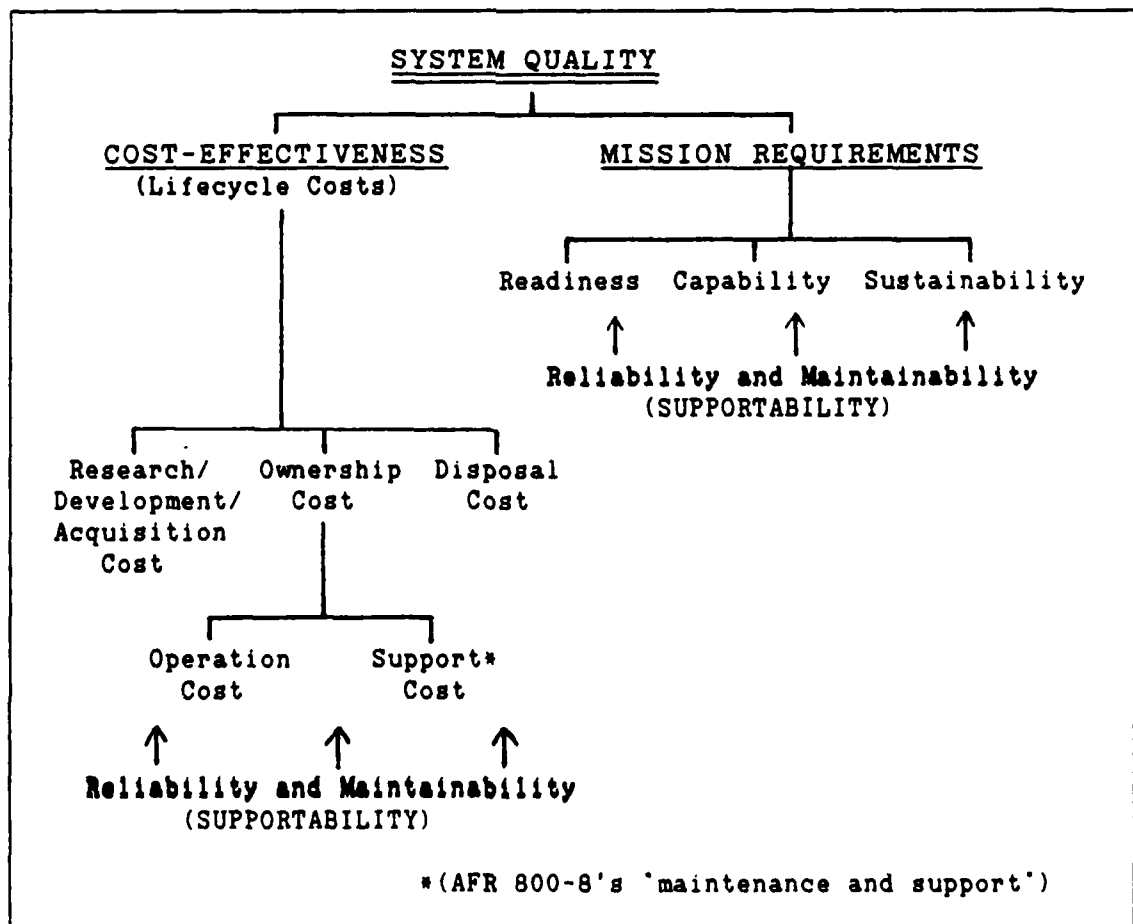 SYSTEM QUALITY
COST-EFFECTIVENESS MISSION REQUIREMENTS
(Lifecycle Costs)
Readiness Capability Sustainability
Reliability and Maintainability
(SUPPORTABILITY)
Research/ Ownership Disposal
Development/ Cost Cost
Acquisition
Cost
Operation Support*
Cost Cost
Reliability and Maintainability
(SUPPORTABILITY)
*(AFR 800-8's "maintenance and support")